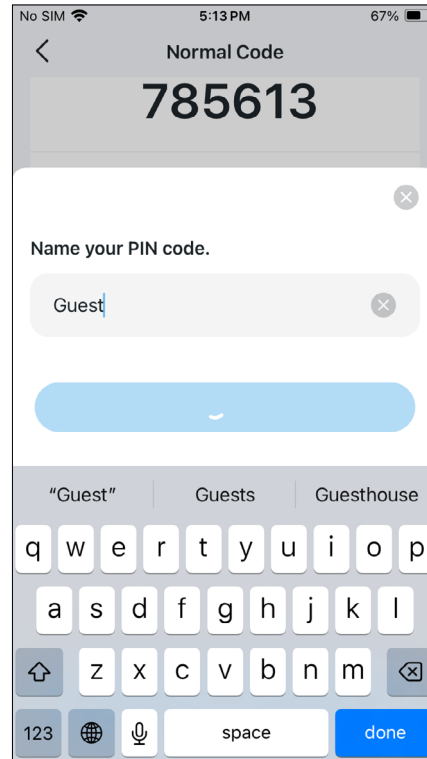 No SIM 5:13 PM 67%
Normal Code
785613
Name your PIN code.
Guest
“Guest” Guests Guesthouse
q w e r t y u i o p
a s d f g h j k l
z x c v b n m
123 space done